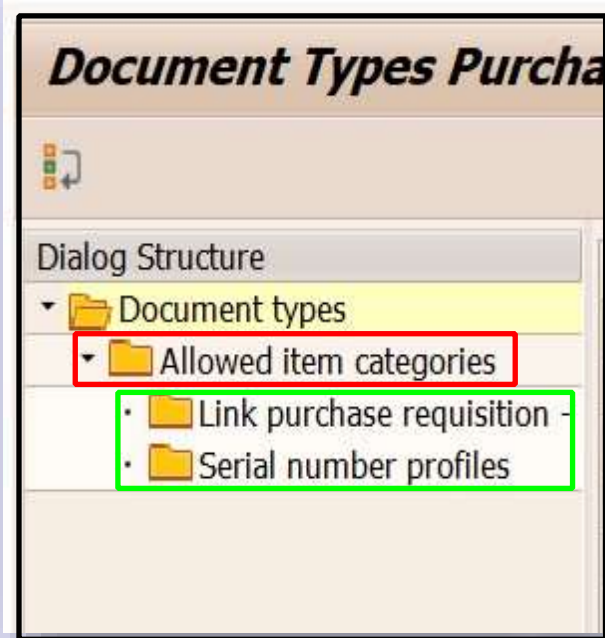 Document Types Purcha
Dialog Structure
Document types
Allowed item categories
Link purchase requisition -
Serial number profiles